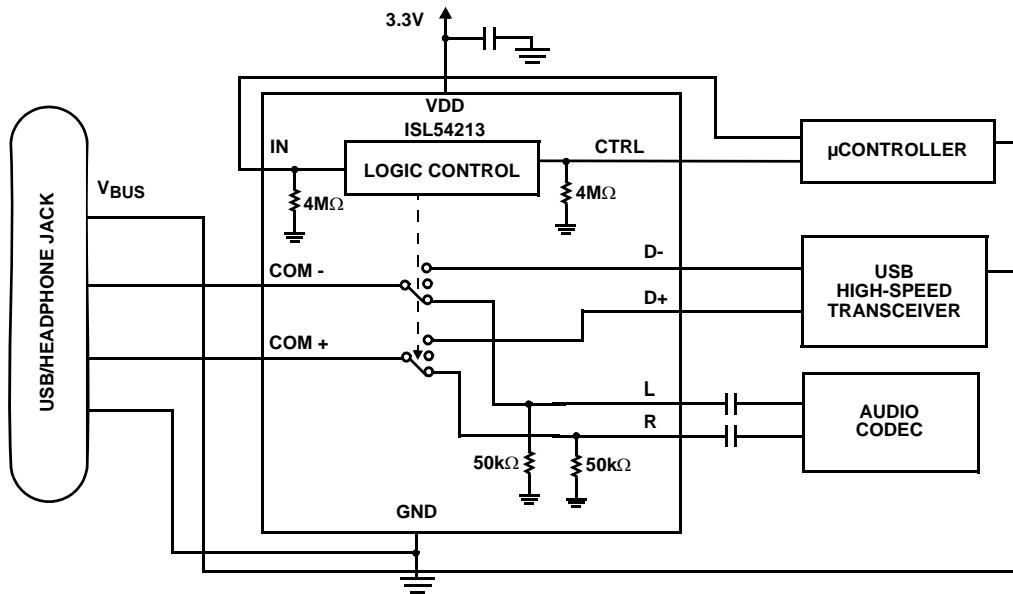 3.3V
VDD
ISL54213
IN
LOGIC CONTROL
CTRL
µCONTROLLER
4MΩ
4MΩ
VBUS
USB/HEADPHONE JACK
COM -
D-
USB
HIGH-SPEED
TRANSCEIVER
D+
COM +
L
R
AUDIO
CODEC
50kΩ
50kΩ
GND